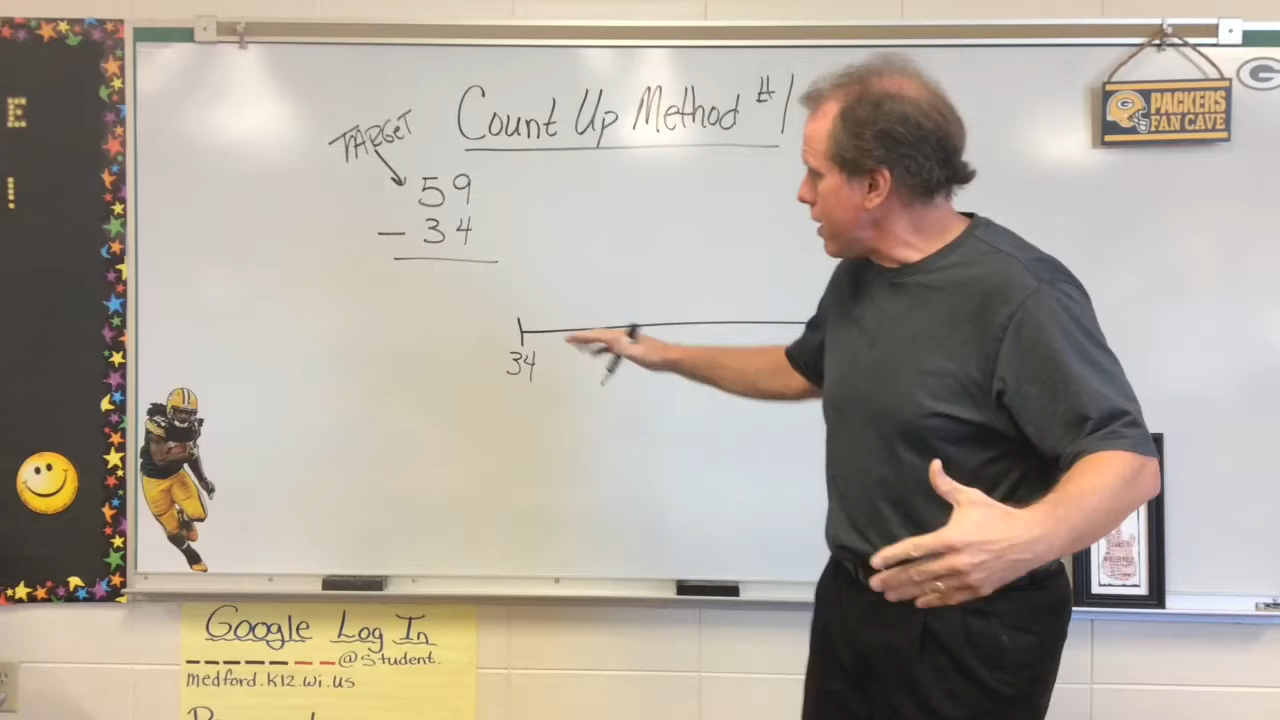 Count Up Method #1
TARGET
59
- 34
34
PACKERS
FAN CAVE
G
E
!
Google Log In
@Student.
medford.k12.wi.us